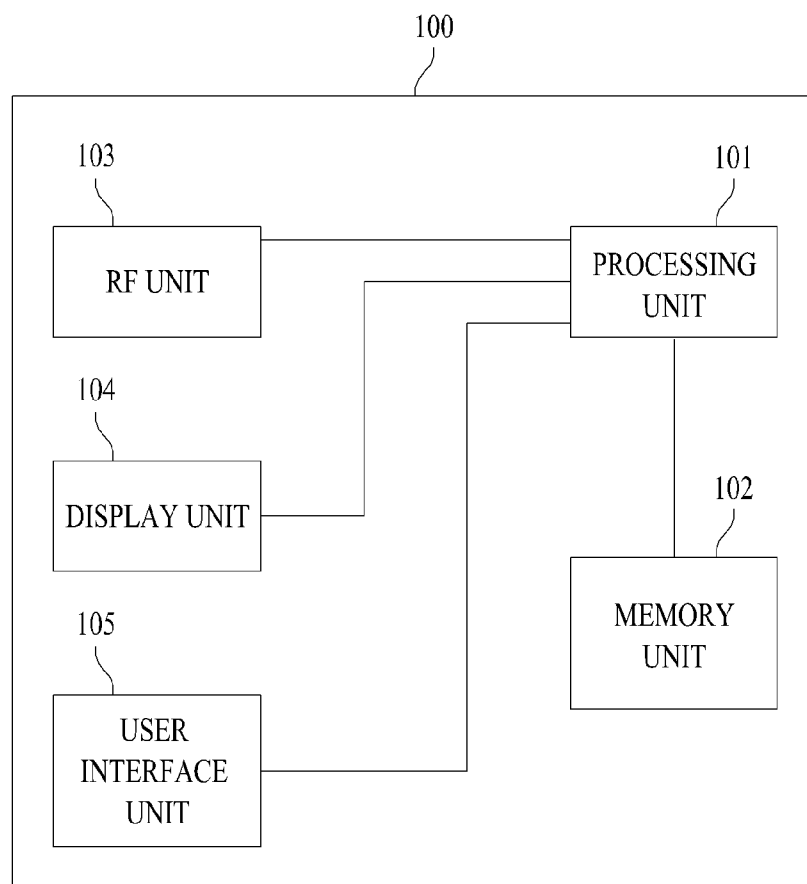 100
103
RF UNIT
101
PROCESSING
UNIT
104
DISPLAY UNIT
102
MEMORY
UNIT
105
USER
INTERFACE
UNIT